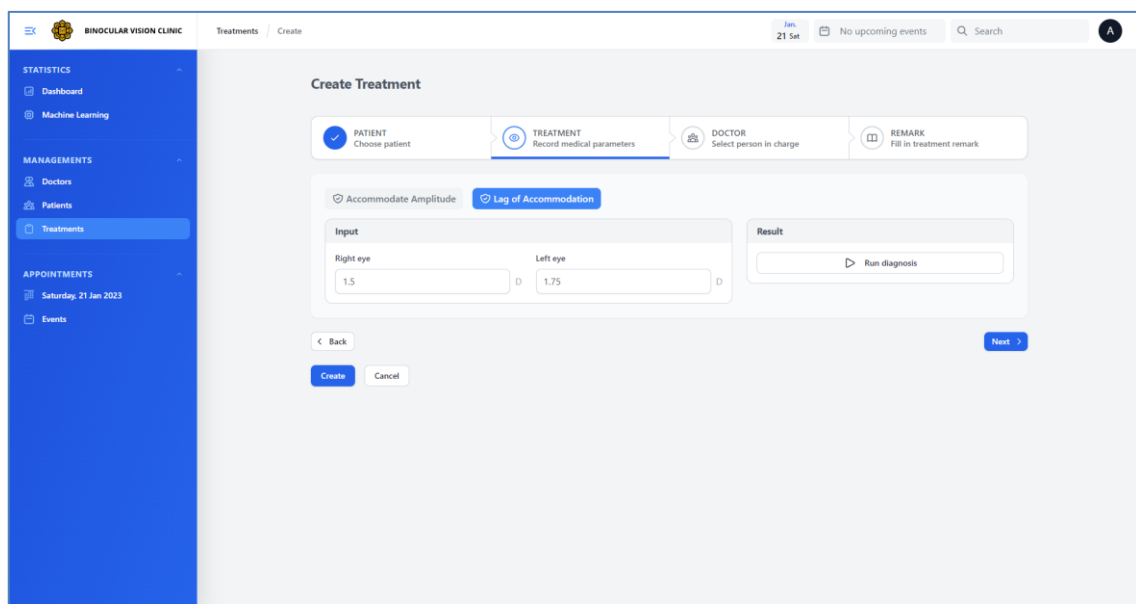 BINOCULAR VISION CLINIC
Treatments / Create
Jan.
21 Sat
No upcoming events
Search
A
STATISTICS
Dashboard
Machine Learning
MANAGEMENTS
Doctors
Patients
Treatments
APPOINTMENTS
Saturday, 21 Jan 2023
Events
Create Treatment
PATIENT
Choose patient
TREATMENT
Record medical parameters
DOCTOR
Select person in charge
REMARK
Fill in treatment remark
Accommodate Amplitude
Lag of Accommodation
Input
Right eye
Left eye
1.5 D
1.75 D
Result
Run diagnosis
Back
Next
Create
Cancel